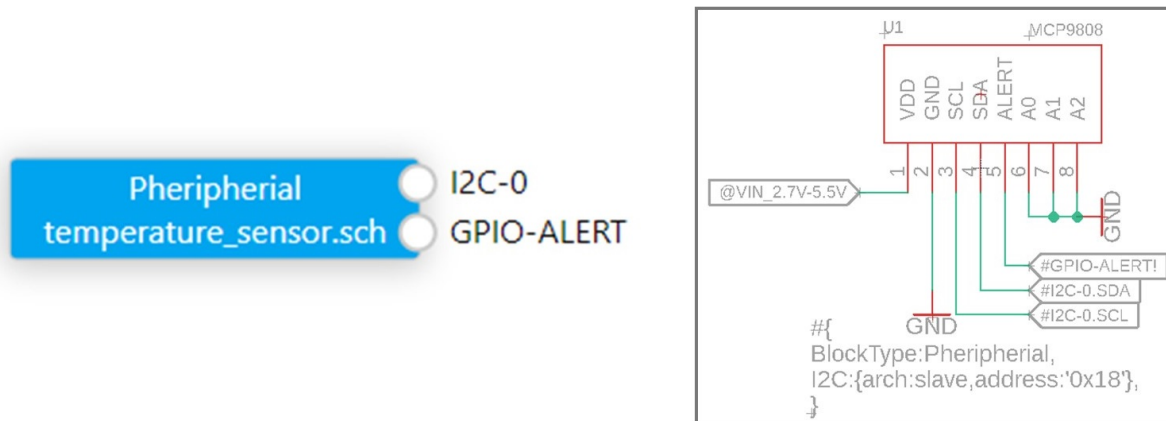 Pheripherial
temperature_sensor.sch
I2C-0
GPIO-ALERT
U1
MCP9808
VDD
GND
SCL
SDA
ALERT
A0
A1
A2
1
2
3
4
5
6
7
8
@VIN_2.7V-5.5V
GND
#GPIO-ALERT!
#I2C-0.SDA
#I2C-0.SCL
GND
#{
BlockType:Pheripherial,
I2C:{arch:slave,address:'0x18'},
}